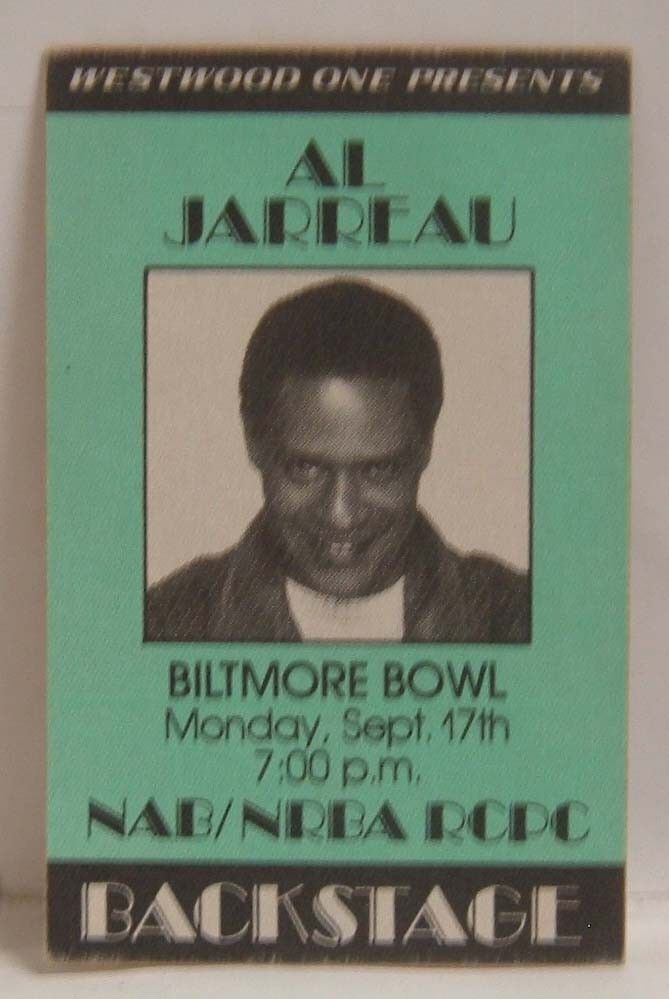 WESTWOOD ONE PRESENTS
AL
JARREAU
BILTMORE BOWL
Monday, Sept. 17th
7:00 p.m.
NAB/NRBA RCPC
BACKSTAGE